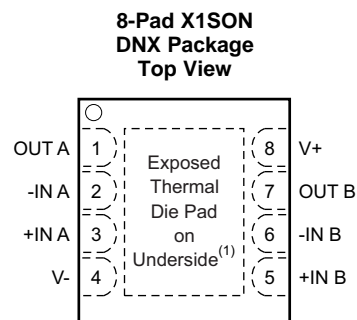 8-Pad X1SON
DNX Package
Top View
OUT A 1
-IN A 2
+IN A 3
V- 4
Exposed
Thermal
Die Pad
on
Underside(1)
8 V+
7 OUT B
6 -IN B
5 +IN B